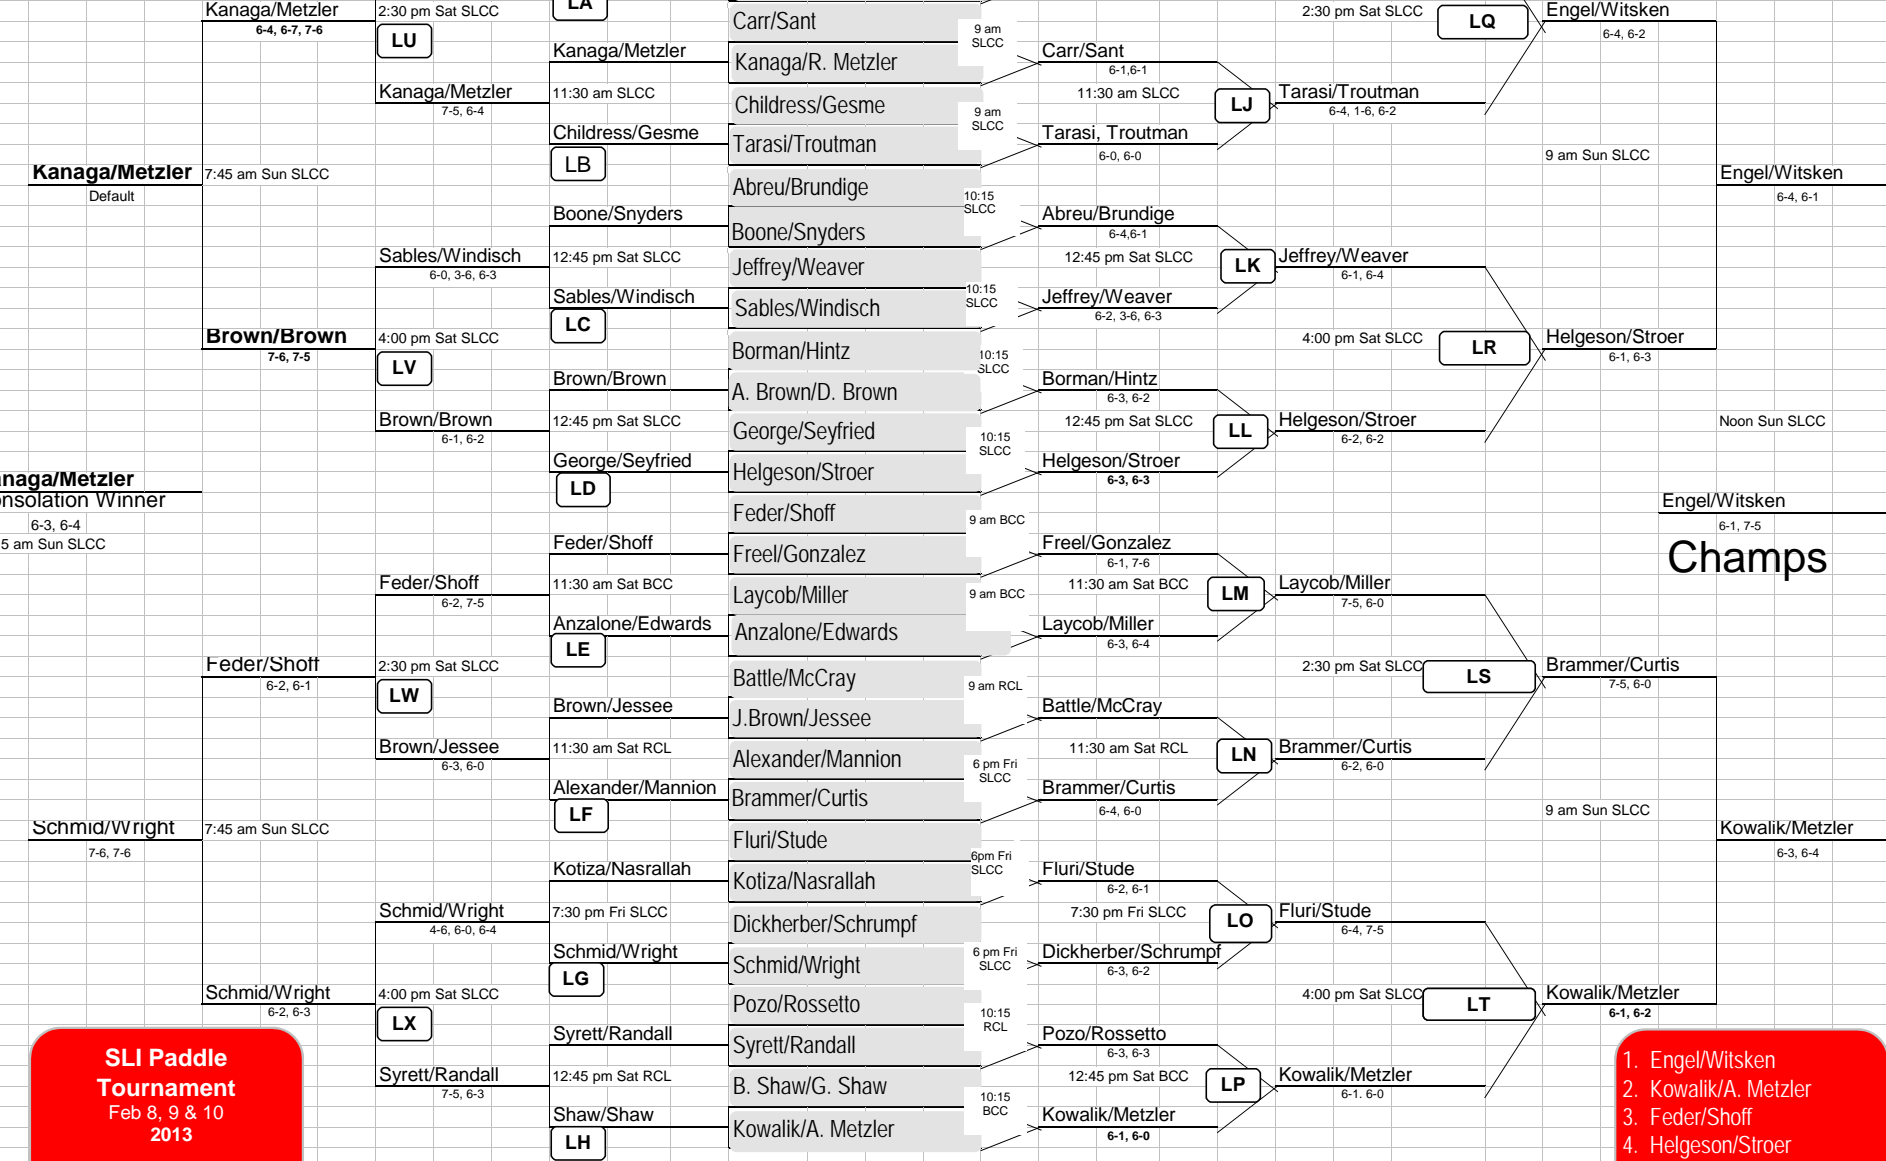 Kanaga/Metzler
6-4, 6-7, 7-6
2:30 pm Sat SLCC
LU
LA
Kanaga/Metzler
Kanaga/Metzler
7-5, 6-4
11:30 am SLCC
Childress/Gesme
LB
Kanaga/Metzler
Default
7:45 am Sun SLCC
Boone/Snyders
Sables/Windisch
6-0, 3-6, 6-3
12:45 pm Sat SLCC
Sables/Windisch
LC
Brown/Brown
7-6, 7-5
4:00 pm Sat SLCC
LV
Brown/Brown
Brown/Brown
6-1, 6-2
12:45 pm Sat SLCC
George/Seyfried
LD
naga/Metzler
nsolation Winner
6-3, 6-4
5 am Sun SLCC
Feder/Shoff
Feder/Shoff
6-2, 7-5
11:30 am Sat BCC
Anzalone/Edwards
LE
Feder/Shoff
6-2, 6-1
2:30 pm Sat SLCC
LW
Brown/Jessee
Brown/Jessee
6-3, 6-0
11:30 am Sat RCL
Alexander/Mannion
LF
Schmid/Wright
7-6, 7-6
7:45 am Sun SLCC
Kotiza/Nasrallah
Schmid/Wright
4-6, 6-0, 6-4
7:30 pm Fri SLCC
Schmid/Wright
LG
Schmid/Wright
6-2, 6-3
4:00 pm Sat SLCC
LX
Syrett/Randall
Syrett/Randall
7-5, 6-3
12:45 pm Sat RCL
Shaw/Shaw
LH
SLI Paddle
Tournament
Feb 8, 9 & 10
2013
Carr/Sant
Kanaga/R. Metzler
Childress/Gesme
Tarasi/Troutman
Abreu/Brundige
Boone/Snyders
Jeffrey/Weaver
Sables/Windisch
Borman/Hintz
A. Brown/D. Brown
George/Seyfried
Helgeson/Stroer
Feder/Shoff
Freel/Gonzalez
Laycob/Miller
Anzalone/Edwards
Battle/McCray
J.Brown/Jessee
Alexander/Mannion
Brammer/Curtis
Fluri/Stude
Kotiza/Nasrallah
Dickherber/Schrumpf
Schmid/Wright
Pozo/Rossetto
Syrett/Randall
B. Shaw/G. Shaw
Kowalik/A. Metzler
9 am
SLCC
9 am
SLCC
10:15
SLCC
10:15
SLCC
10:15
SLCC
10:15
SLCC
9 am BCC
9 am BCC
9 am RCL
6 pm Fri
SLCC
6pm Fri
SLCC
6 pm Fri
SLCC
10:15
RCL
10:15
BCC
Carr/Sant
6-1,6-1
11:30 am SLCC
LJ
Tarasi, Troutman
6-0, 6-0
Abreu/Brundige
6-4,6-1
12:45 pm Sat SLCC
LK
Jeffrey/Weaver
6-2, 3-6, 6-3
Borman/Hintz
6-3, 6-2
12:45 pm Sat SLCC
LL
Helgeson/Stroer
6-3, 6-3
Freel/Gonzalez
6-1, 7-6
11:30 am Sat BCC
LM
Laycob/Miller
6-3, 6-4
Battle/McCray
11:30 am Sat RCL
LN
Brammer/Curtis
6-4, 6-0
Fluri/Stude
6-2, 6-1
7:30 pm Fri SLCC
LO
Dickherber/Schrumpf
6-3, 6-2
Pozo/Rossetto
6-3, 6-3
12:45 pm Sat BCC
LP
Kowalik/Metzler
6-1, 6-0
2:30 pm Sat SLCC
LQ
Tarasi/Troutman
6-4, 1-6, 6-2
Jeffrey/Weaver
6-1, 6-4
4:00 pm Sat SLCC
LR
Helgeson/Stroer
6-2, 6-2
Laycob/Miller
7-5, 6-0
2:30 pm Sat SLCC
LS
Brammer/Curtis
6-2, 6-0
Fluri/Stude
6-4, 7-5
4:00 pm Sat SLCC
LT
Kowalik/Metzler
6-1. 6-0
Engel/Witsken
6-4, 6-2
9 am Sun SLCC
Helgeson/Stroer
6-1, 6-3
Brammer/Curtis
7-5, 6-0
9 am Sun SLCC
Kowalik/Metzler
6-1, 6-2
Engel/Witsken
6-4, 6-1
Noon Sun SLCC
Engel/Witsken
6-1, 7-5
Champs
Kowalik/Metzler
6-3, 6-4
1. Engel/Witsken
2. Kowalik/A. Metzler
3. Feder/Shoff
4. Helgeson/Stroer